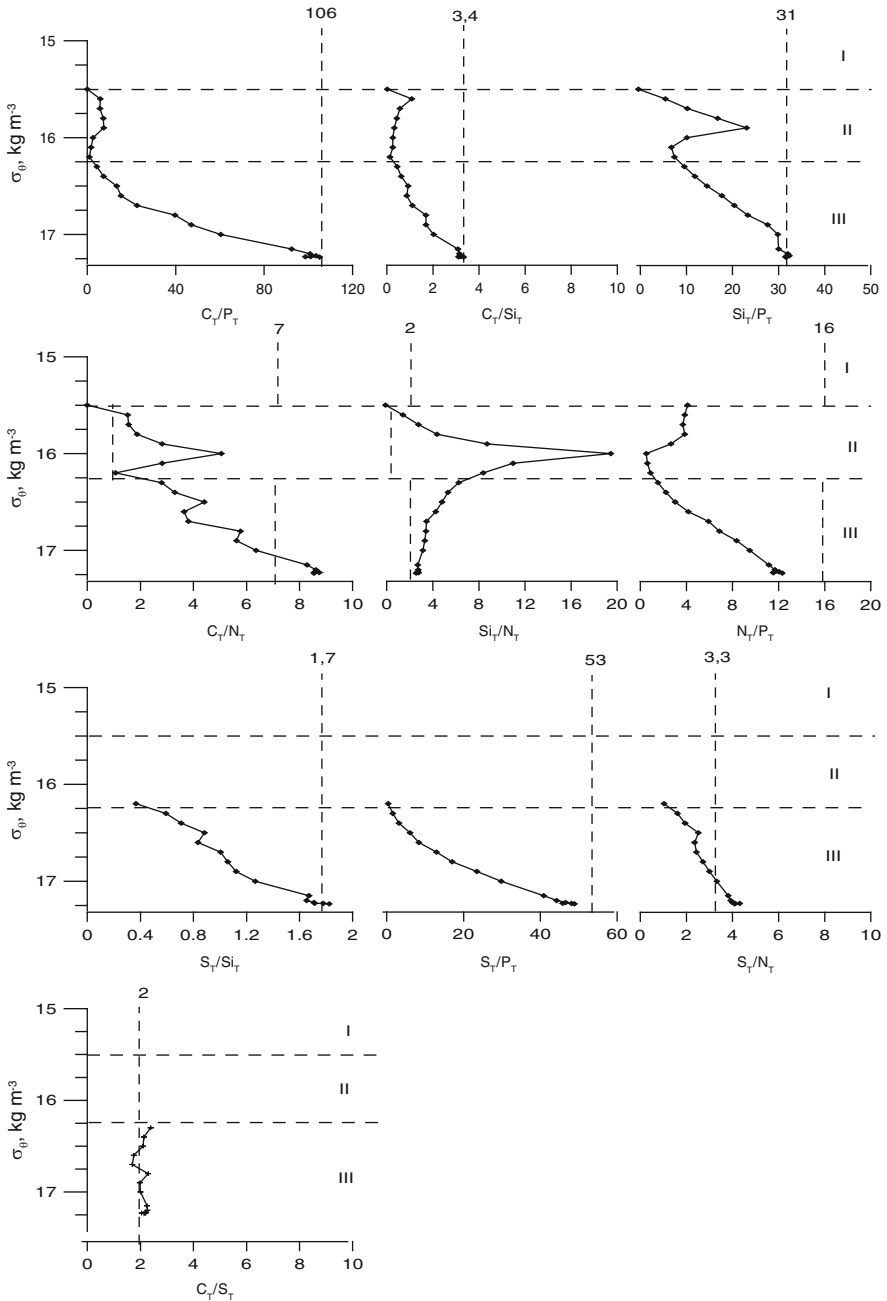 106 3,4 31
15 I
16 II
17 III
σθ, kg m-3
0 40 80 120 0 2 4 6 8 0 10 20 30 40 50
CT/PT CT/SiT SiT/PT
7 2 16
15 I
16 II
17 III
σθ, kg m-3
0 2 4 6 8 10 0 4 8 12 16 20 0 4 8 12 16 20
CT/NT SiT/NT NT/PT
1,7 53 3,3
15 I
16 II
17 III
σθ, kg m-3
0 0.4 0.8 1.2 1.6 2 0 20 40 60 0 2 4 6 8 10
ST/SiT ST/PT ST/NT
2
15 I
16 II
17 III
σθ, kg m-3
0 2 4 6 8 10
CT/ST